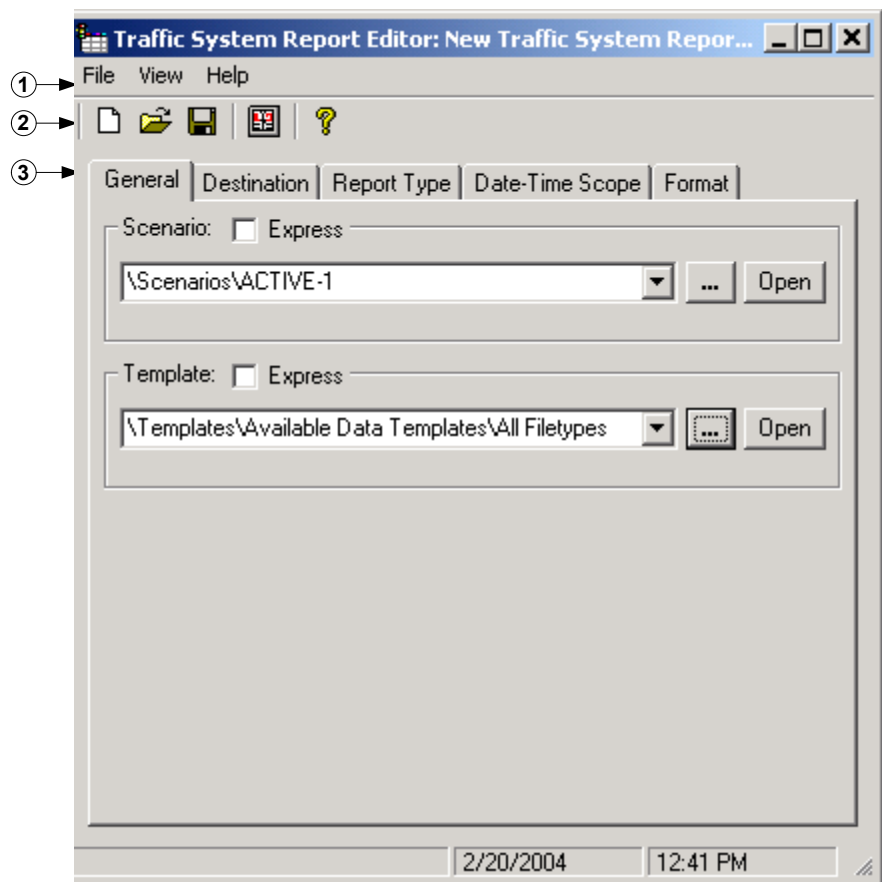 Traffic System Report Editor: New Traffic System Repor...
1
File View Help
2
3
General Destination Report Type Date-Time Scope Format
Scenario: Express
\Scenarios\ACTIVE-1 ... Open
Template: Express
\Templates\Available Data Templates\All Filetypes ... Open
2/20/2004 12:41 PM